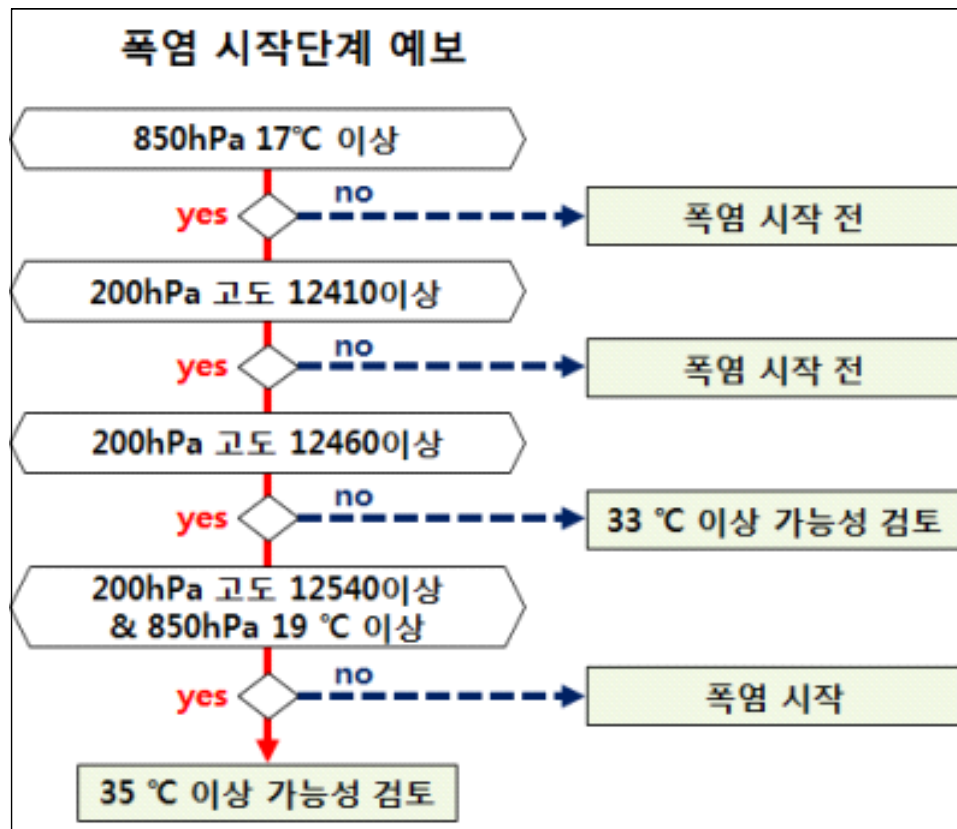 폭염 시작단계 예보
850hPa 17℃ 이상
no
yes
폭염 시작 전
200hPa 고도 12410이상
no
yes
폭염 시작 전
200hPa 고도 12460이상
no
yes
33 ℃ 이상 가능성 검토
200hPa 고도 12540이상
& 850hPa 19 ℃ 이상
no
yes
폭염 시작
35 ℃ 이상 가능성 검토